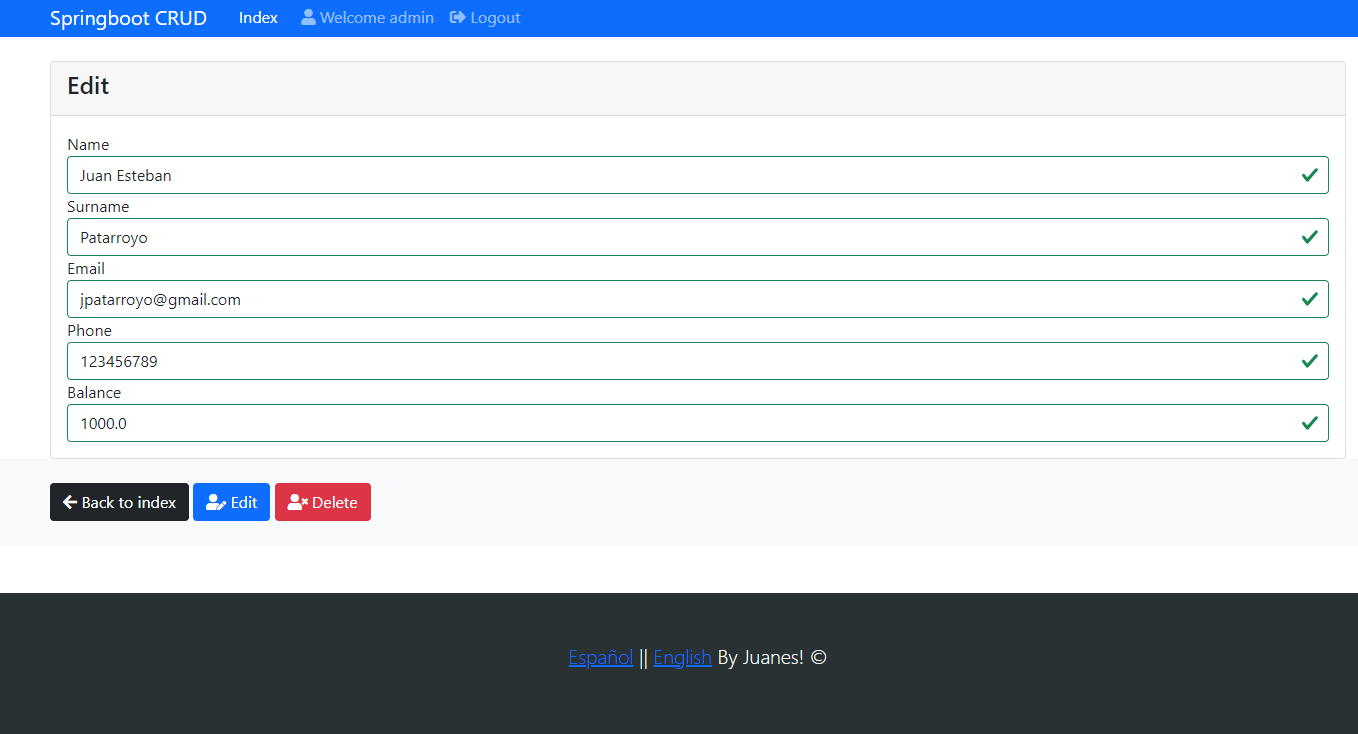 Springboot CRUD Index Welcome admin Logout
Edit
Name
Juan Esteban
Surname
Patarroyo
Email
jpatarroyo@gmail.com
Phone
123456789
Balance
1000.0
Back to index Edit Delete
Español || English By Juanes! ©